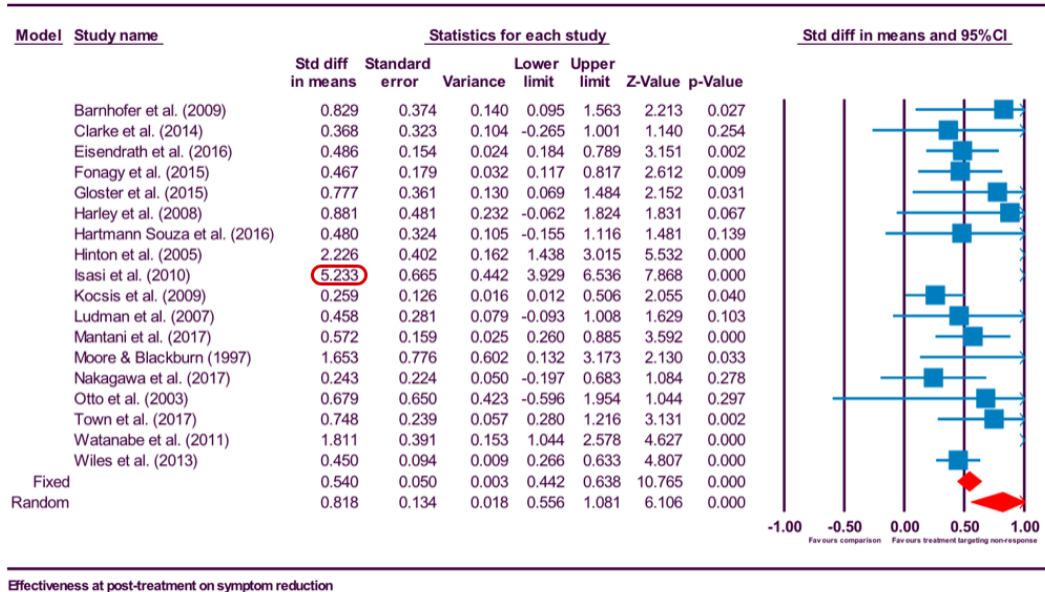 Model Study name Statistics for each study Std diff in means and 95%CI
Std diff in means Standard error Variance Lower limit Upper limit Z-Value p-Value
Barnhofer et al. (2009) 0.829 0.374 0.140 0.095 1.563 2.213 0.027
Clarke et al. (2014) 0.368 0.323 0.104 -0.265 1.001 1.140 0.254
Eisendrath et al. (2016) 0.486 0.154 0.024 0.184 0.789 3.151 0.002
Fonagy et al. (2015) 0.467 0.179 0.032 0.117 0.817 2.612 0.009
Gloster et al. (2015) 0.777 0.361 0.130 0.069 1.484 2.152 0.031
Harley et al. (2008) 0.881 0.481 0.232 -0.062 1.824 1.831 0.067
Hartmann Souza et al. (2016) 0.480 0.324 0.105 -0.155 1.116 1.481 0.139
Hinton et al. (2005) 2.226 0.402 0.162 1.438 3.015 5.532 0.000
Isasi et al. (2010) 5.233 0.665 0.442 3.929 6.536 7.868 0.000
Kocsis et al. (2009) 0.259 0.126 0.016 0.012 0.506 2.055 0.040
Ludman et al. (2007) 0.458 0.281 0.079 -0.093 1.008 1.629 0.103
Mantani et al. (2017) 0.572 0.159 0.025 0.260 0.885 3.592 0.000
Moore & Blackburn (1997) 1.653 0.776 0.602 0.132 3.173 2.130 0.033
Nakagawa et al. (2017) 0.243 0.224 0.050 -0.197 0.683 1.084 0.278
Otto et al. (2003) 0.679 0.650 0.423 -0.596 1.954 1.044 0.297
Town et al. (2017) 0.748 0.239 0.057 0.280 1.216 3.131 0.002
Watanabe et al. (2011) 1.811 0.391 0.153 1.044 2.578 4.627 0.000
Wiles et al. (2013) 0.450 0.094 0.009 0.266 0.633 4.807 0.000
Fixed 0.540 0.050 0.003 0.442 0.638 10.765 0.000
Random 0.818 0.134 0.018 0.556 1.081 6.106 0.000
-1.00 -0.50 0.00 0.50 1.00
Favours comparison Favours treatment targeting non-response
Effectiveness at post-treatment on symptom reduction